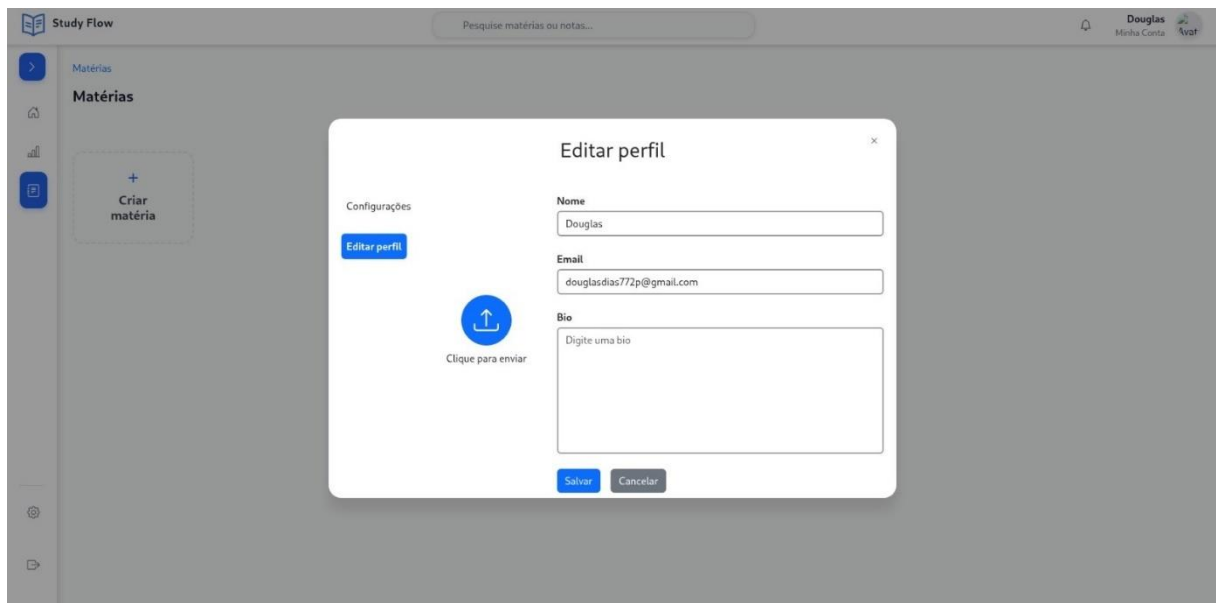 Study Flow
Pesquise matérias ou notas...
Douglas
Minha Conta
Avat
Matérias
Matérias
+
Criar
matéria
Editar perfil
×
Configurações
Editar perfil
Clique para enviar
Nome
Douglas
Email
douglasdias772p@gmail.com
Bio
Digite uma bio
Salvar
Cancelar